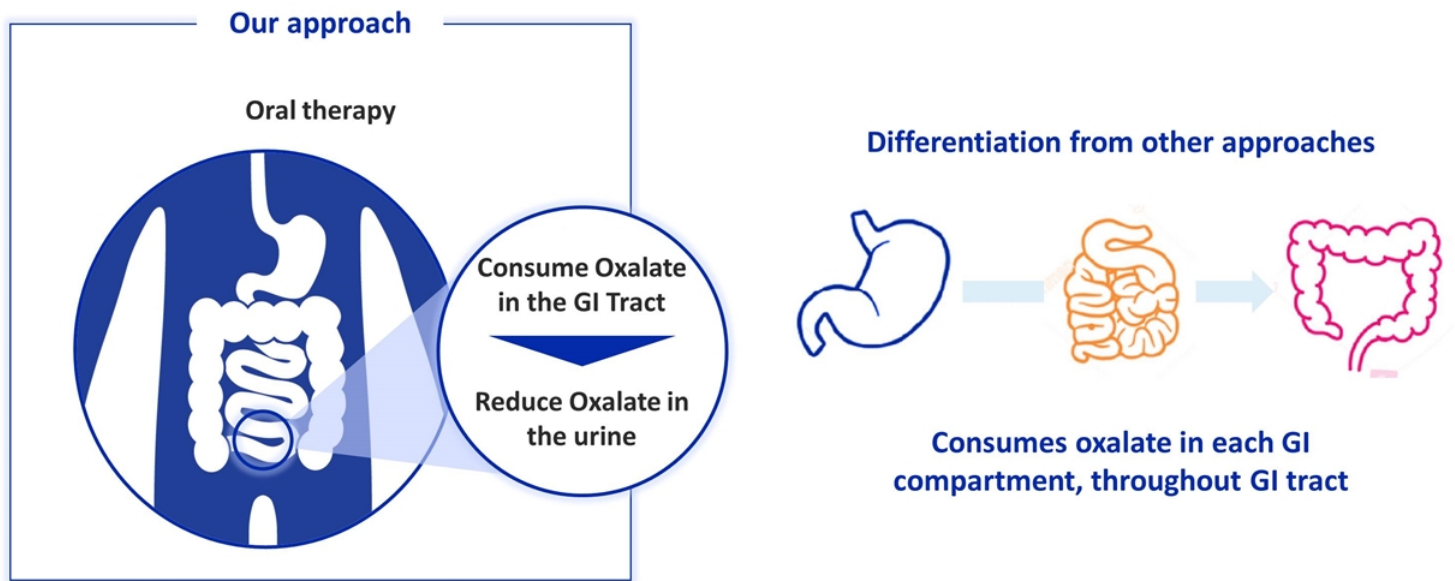 Our approach
Oral therapy
Consume Oxalate
in the GI Tract
Reduce Oxalate in
the urine
Differentiation from other approaches
Consumes oxalate in each GI
compartment, throughout GI tract